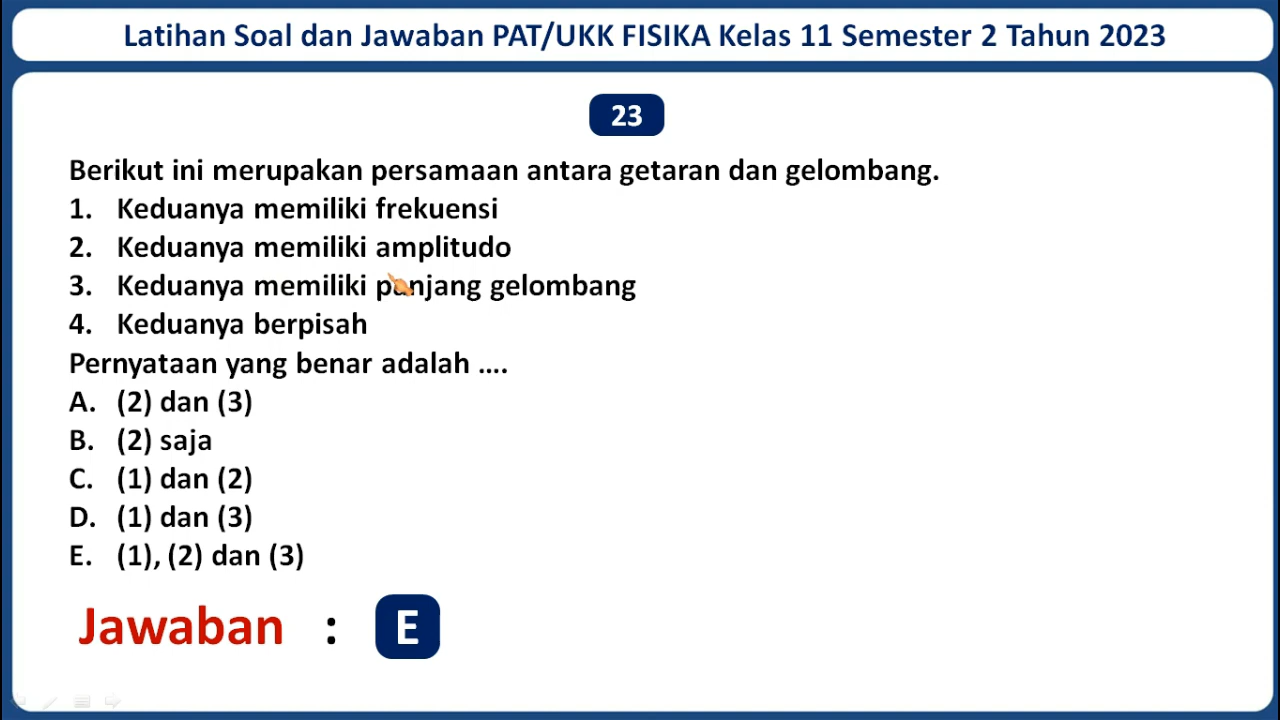 Latihan Soal dan Jawaban PAT/UKK FISIKA Kelas 11 Semester 2 Tahun 2023
23
Berikut ini merupakan persamaan antara getaran dan gelombang.
1. Keduanya memiliki frekuensi
2. Keduanya memiliki amplitudo
3. Keduanya memiliki panjang gelombang
4. Keduanya berpisah
Pernyataan yang benar adalah ....
A. (2) dan (3)
B. (2) saja
C. (1) dan (2)
D. (1) dan (3)
E. (1), (2) dan (3)
Jawaban : E